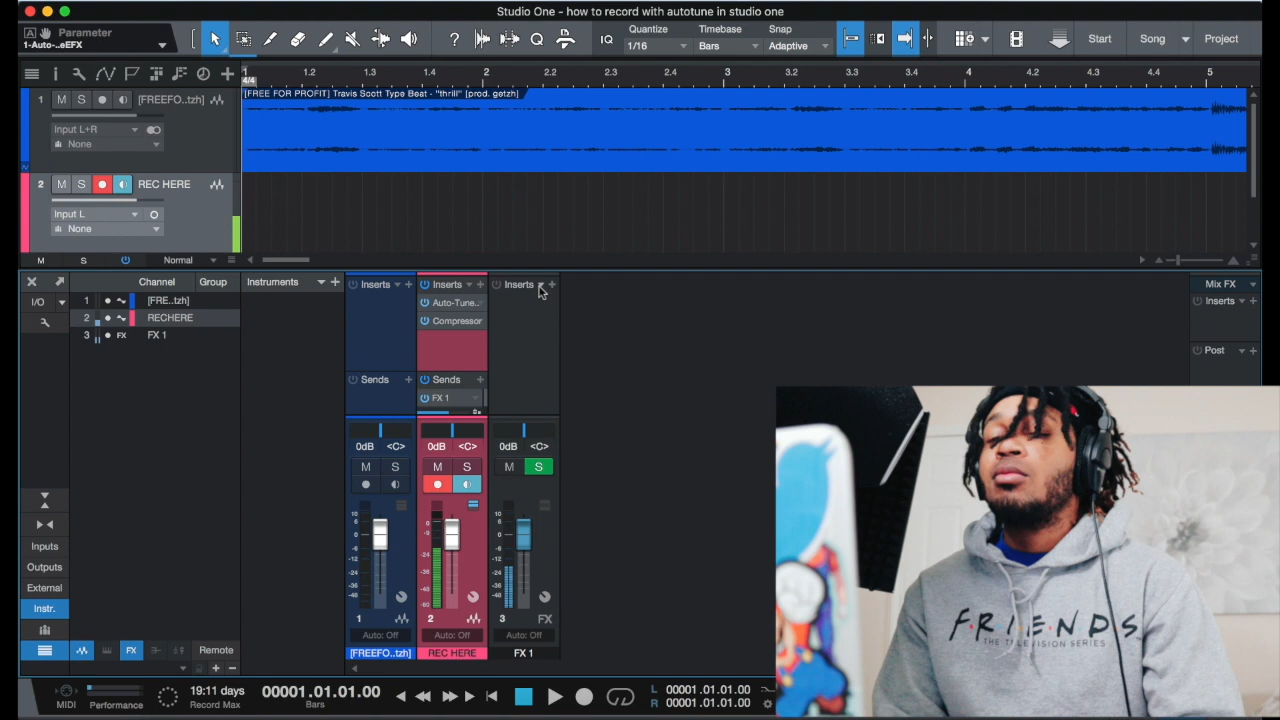 Studio One - how to record with autotune in studio one
Parameter
1-Auto-..eEFX
Quantize
1/16
Timebase
Bars
Snap
Adaptive
IQ
Start
Song
Project
1 1.2 1.3 1.4 2 2.2 2.3 2.4 3 3.2 3.3 3.4 4 4.2 4.3 4.4 5
4/4
[FREE FOR PROFIT] Travis Scott Type Beat - "thrill" [prod. getzh]
1 M S [FREEFO..tzh]
Input L+R
None
2 M S REC HERE
Input L
None
M S Normal
Channel Group Instruments
I/O
1 [FRE..tzh]
2 RECHERE
3 FX FX 1
Inserts Inserts Inserts
Auto-Tune..
Compressor
Sends Sends
FX 1
Mix FX
Inserts
Post
0dB <C> 0dB <C> 0dB <C>
M S M S M S
Inputs
Outputs
External
Instr.
1 2 3 FX
Auto: Off Auto: Off Auto: Off
[FREEFO..tzh] REC HERE FX 1
FX Remote
MIDI
Performance
19:11 days
Record Max
00001.01.01.00
Bars
L 00001.01.01.00
R 00001.01.01.00
F·R·I·E·N·D·S
THE TELEVISION SERIES